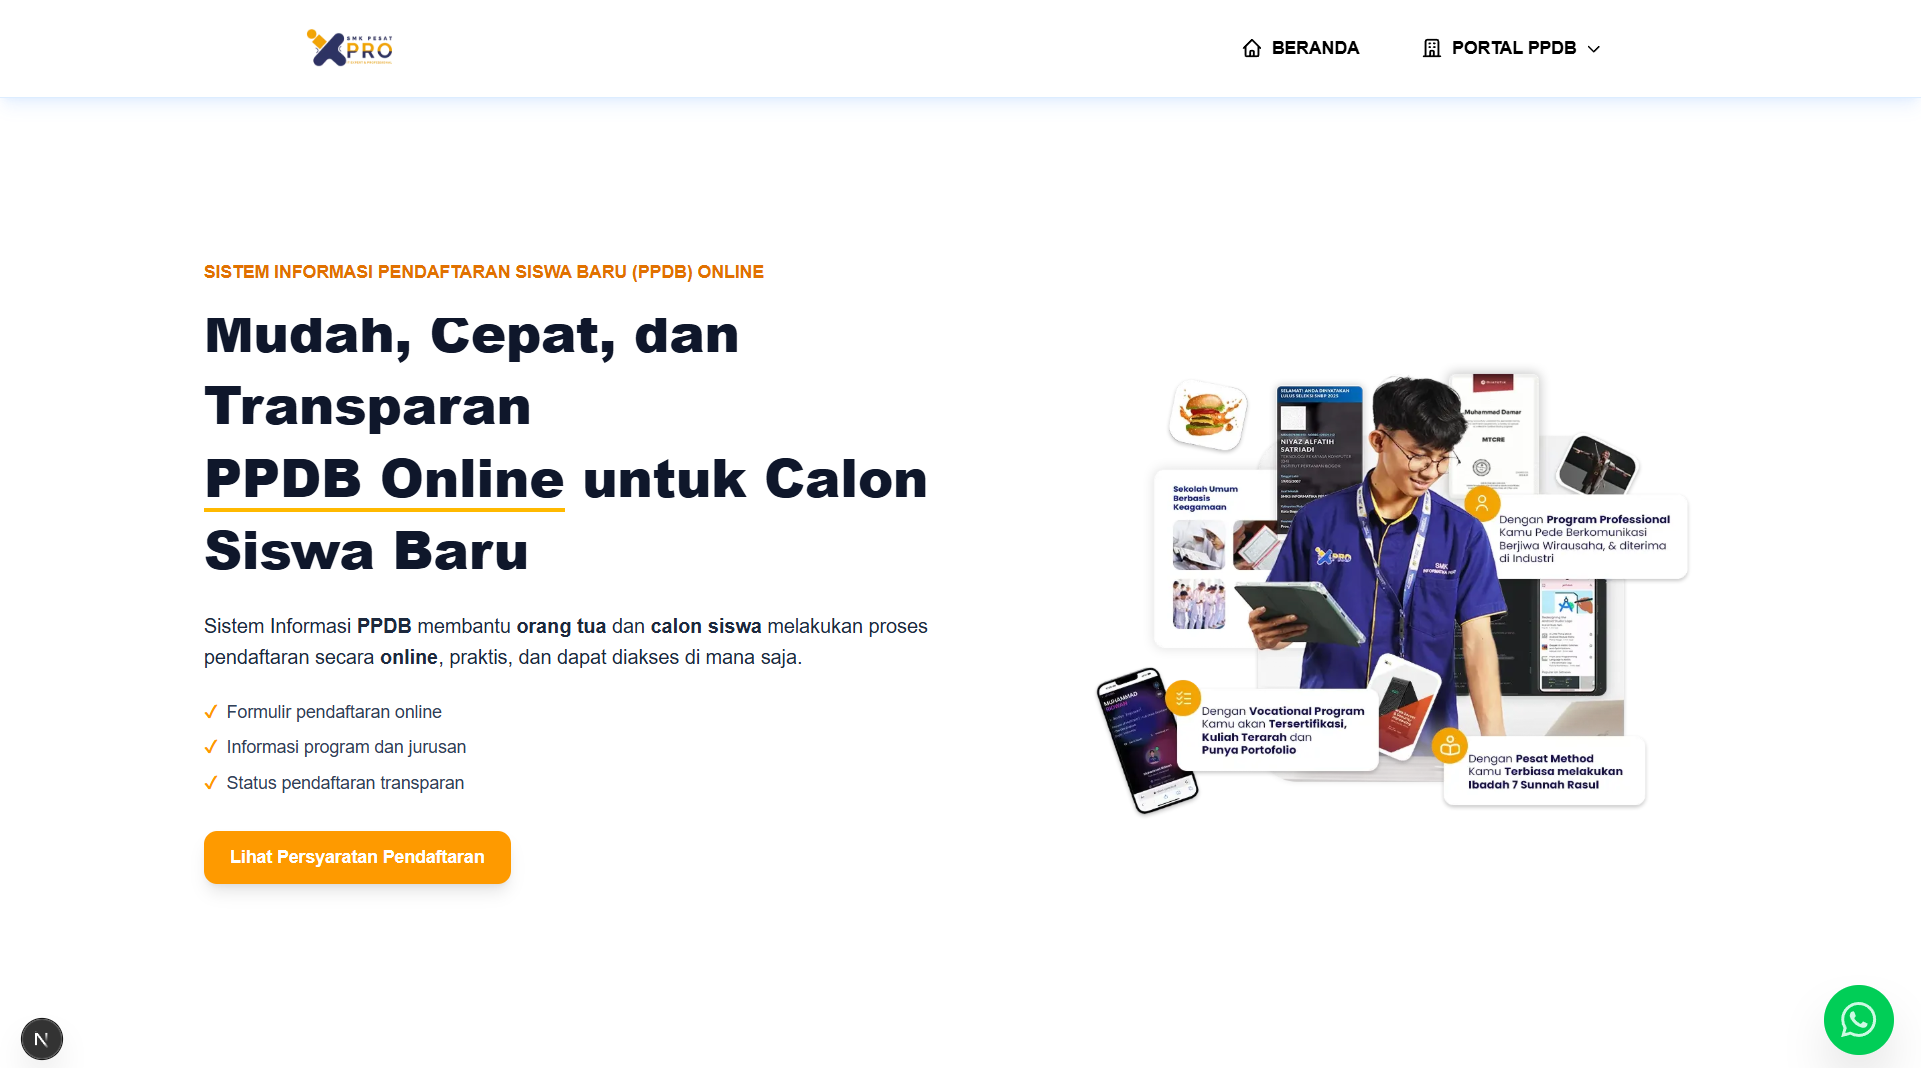 SMK PESAT
XPRO
BERANDA
PORTAL PPDB
SISTEM INFORMASI PENDAFTARAN SISWA BARU (PPDB) ONLINE
Mudah, Cepat, dan
Transparan
PPDB Online untuk Calon
Siswa Baru
Sistem Informasi PPDB membantu orang tua dan calon siswa melakukan proses
pendaftaran secara online, praktis, dan dapat diakses di mana saja.
✓ Formulir pendaftaran online
✓ Informasi program dan jurusan
✓ Status pendaftaran transparan
Lihat Persyaratan Pendaftaran
SELAMAT! ANDA DINYATAKAN
LULUS SELEKSI SNBP 2025
NIYAZ ALFATIH
SATRIADI
Muhammad Damar
MTCRE
Sekolah Umum
Berbasis
Keagamaan
XPRO
SMK
Dengan Program Professional
Kamu Pede Berkomunikasi
Berjiwa Wirausaha, & diterima
di Industri
MUHAMMAD
Dengan Vocational Program
Kamu akan Tersertifikasi,
Kuliah Terarah dan
Punya Portofolio
Dengan Pesat Method
Kamu Terbiasa melakukan
Ibadah 7 Sunnah Rasul
N